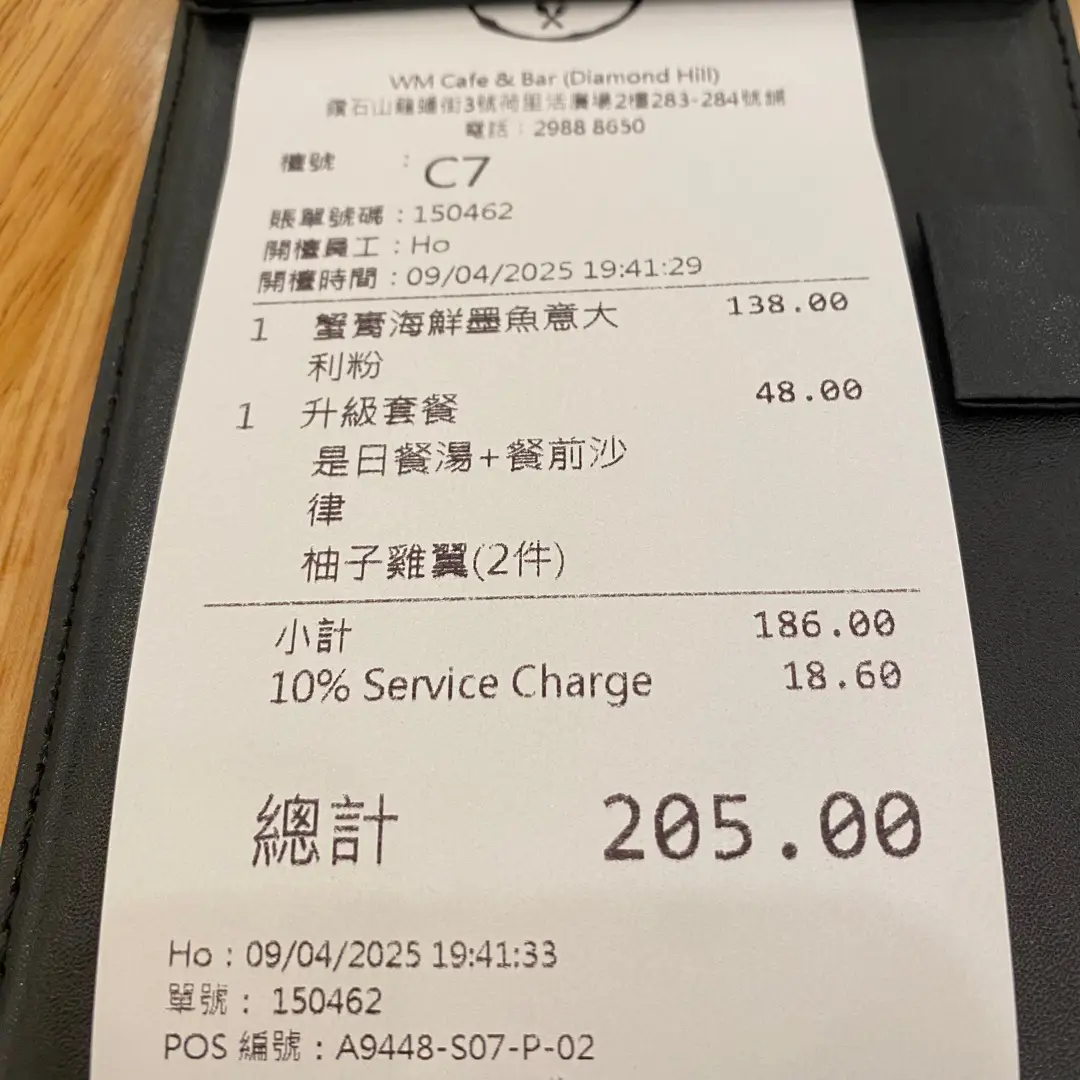 WM Cafe & Bar (Diamond Hill)
鑽石山龍蟠街3號荷里活廣場2樓283-284號舖
電話：2988 8650
檯號 : C7
賬單號碼 : 150462
開檯員工 : Ho
開檯時間 : 09/04/2025 19:41:29
1 蟹膏海鮮墨魚意大 138.00
利粉
1 升級套餐 48.00
是日餐湯+餐前沙
律
柚子雞翼(2件)
小計 186.00
10% Service Charge 18.60
總計 205.00
Ho : 09/04/2025 19:41:33
單號 : 150462
POS 編號 : A9448-S07-P-02